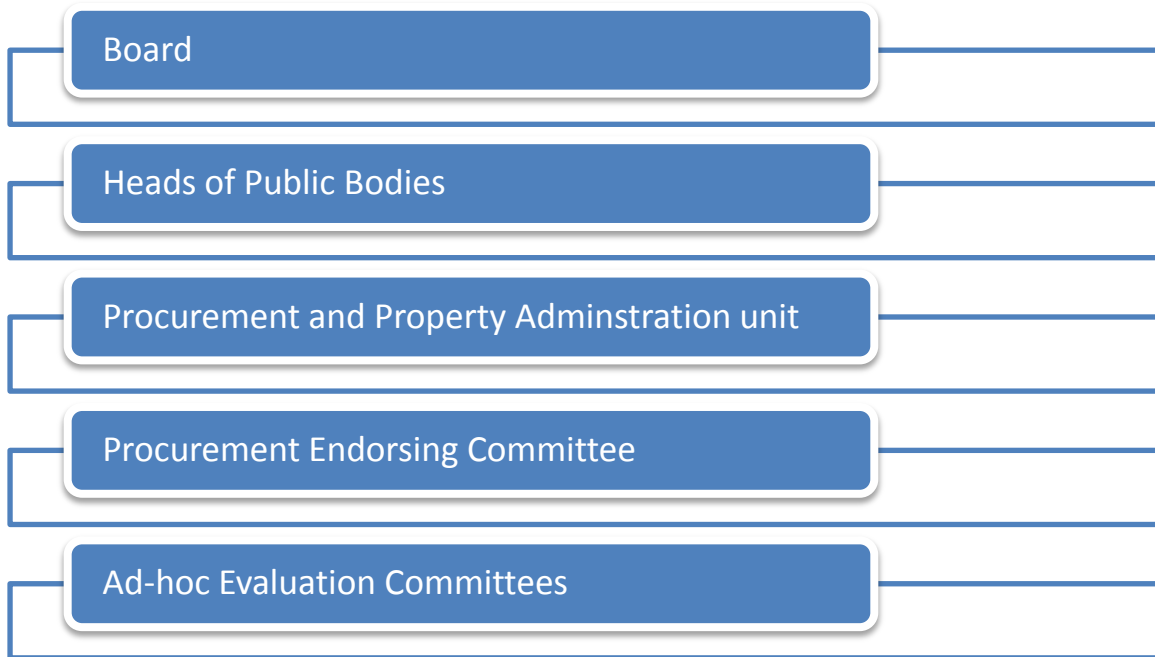 Board
Heads of Public Bodies
Procurement and Property Adminstration unit
Procurement Endorsing Committee
Ad-hoc Evaluation Committees